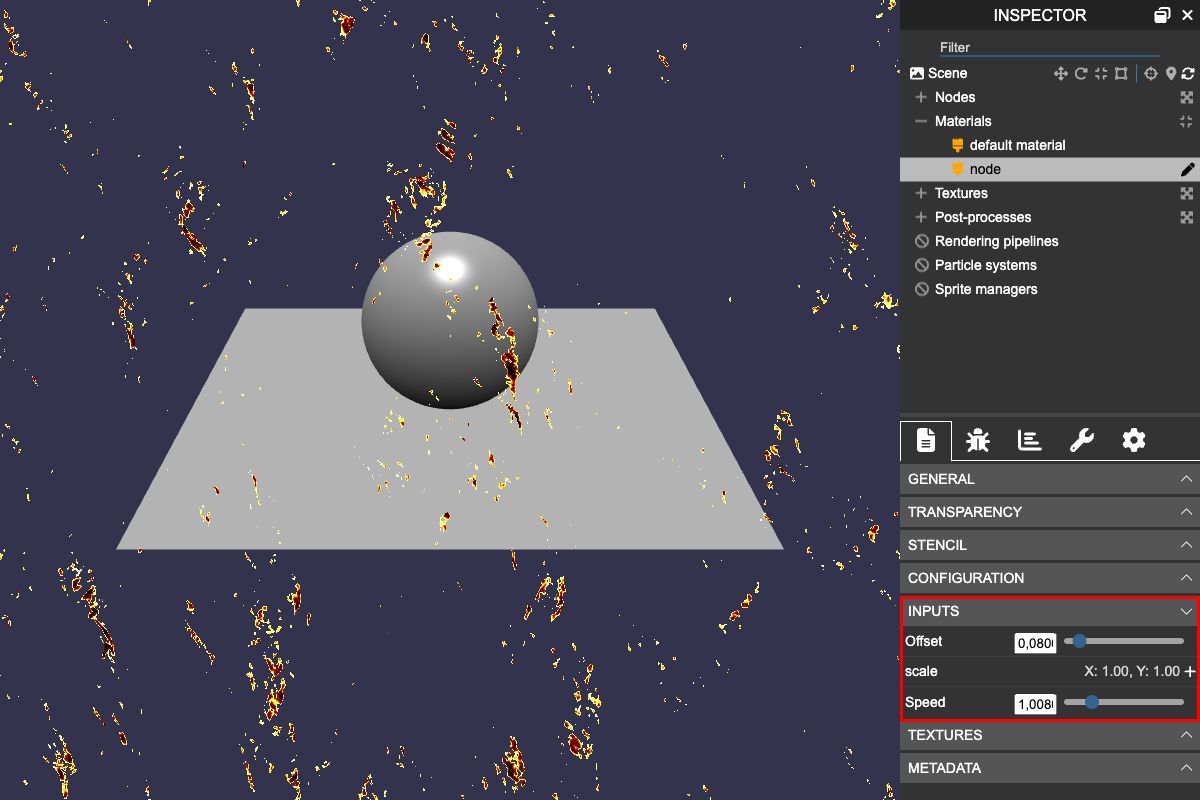 INSPECTOR
Filter
Scene
Nodes
Materials
default material
node
Textures
Post-processes
Rendering pipelines
Particle systems
Sprite managers
GENERAL
TRANSPARENCY
STENCIL
CONFIGURATION
INPUTS
Offset 0,080
scale X: 1.00, Y: 1.00
Speed 1,008
TEXTURES
METADATA